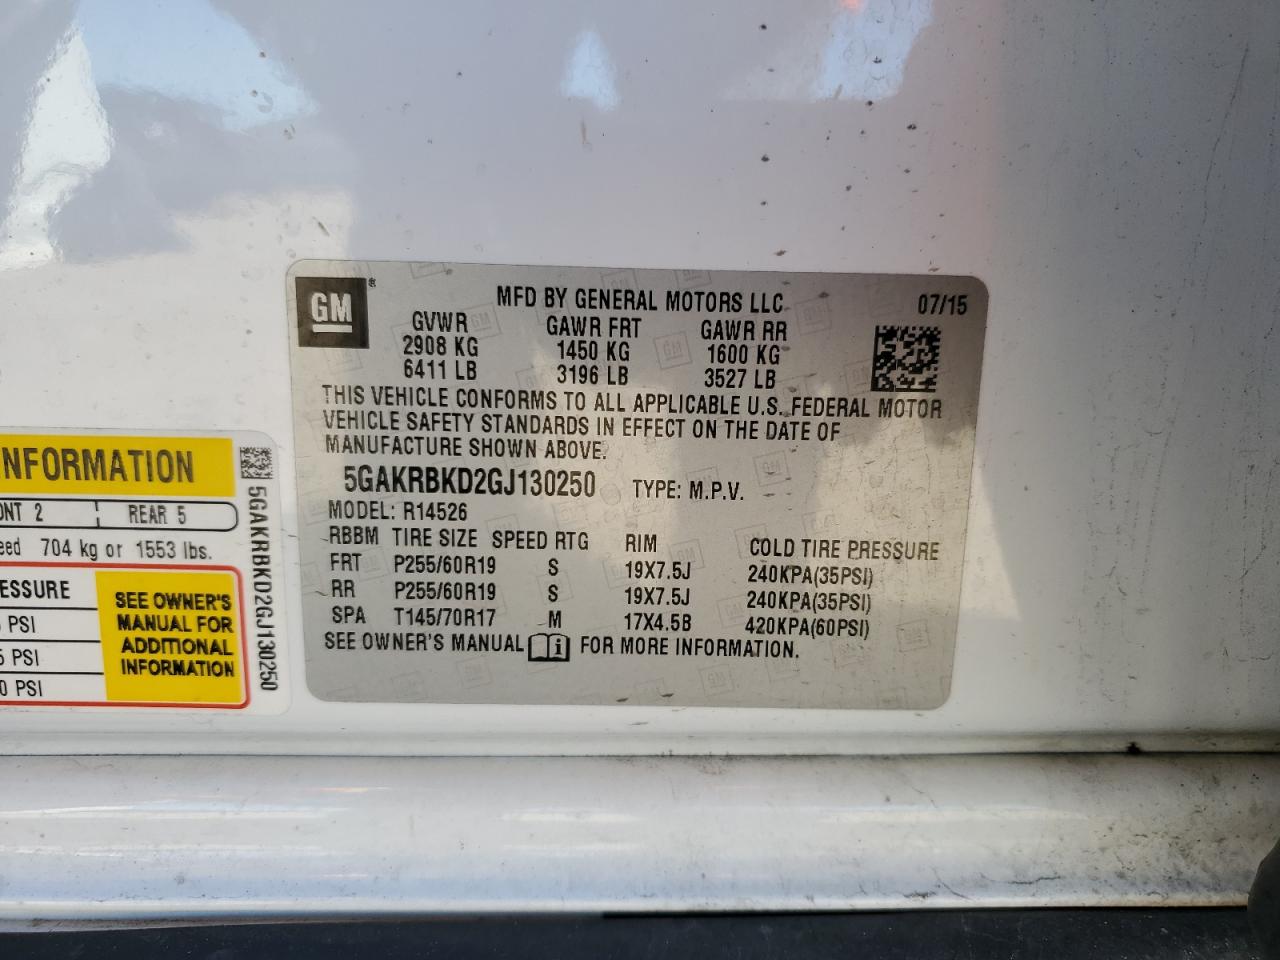 GM
MFD BY GENERAL MOTORS LLC
07/15
GVWR GAWR FRT GAWR RR
2908 KG 1450 KG 1600 KG
6411 LB 3196 LB 3527 LB
THIS VEHICLE CONFORMS TO ALL APPLICABLE U.S. FEDERAL MOTOR
VEHICLE SAFETY STANDARDS IN EFFECT ON THE DATE OF
MANUFACTURE SHOWN ABOVE.
5GAKRBKD2GJ130250 TYPE: M.P.V.
MODEL: R14526
RBBM TIRE SIZE SPEED RTG RIM COLD TIRE PRESSURE
FRT P255/60R19 S 19X7.5J 240KPA(35PSI)
RR P255/60R19 S 19X7.5J 240KPA(35PSI)
SPA T145/70R17 M 17X4.5B 420KPA(60PSI)
SEE OWNER'S MANUAL FOR MORE INFORMATION.
NFORMATION
ONT 2 REAR 5
eed 704 kg or 1553 lbs.
ESSURE
PSI
5 PSI
0 PSI
SEE OWNER'S
MANUAL FOR
ADDITIONAL
INFORMATION
5GAKRBKD2GJ130250